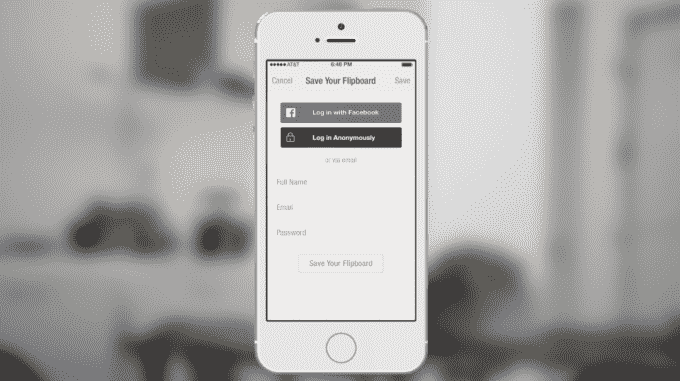 AT&T 6:46 PM
Cancel Save Your Flipboard Save
Log in with Facebook
Log in Anonymously
or via email
Full Name
Email
Password
Save Your Flipboard